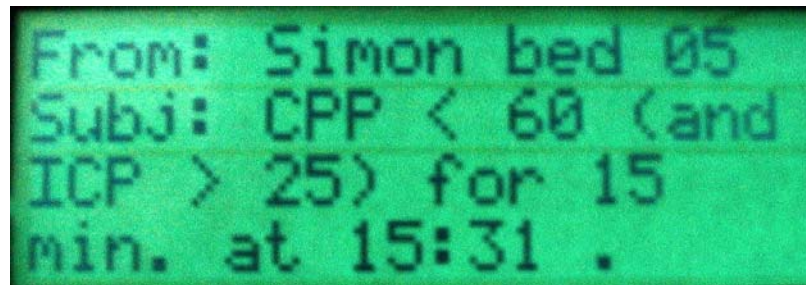 From: Simon bed 05
Subj: CPP < 60 (and
ICP > 25) for 15
min. at 15:31 .